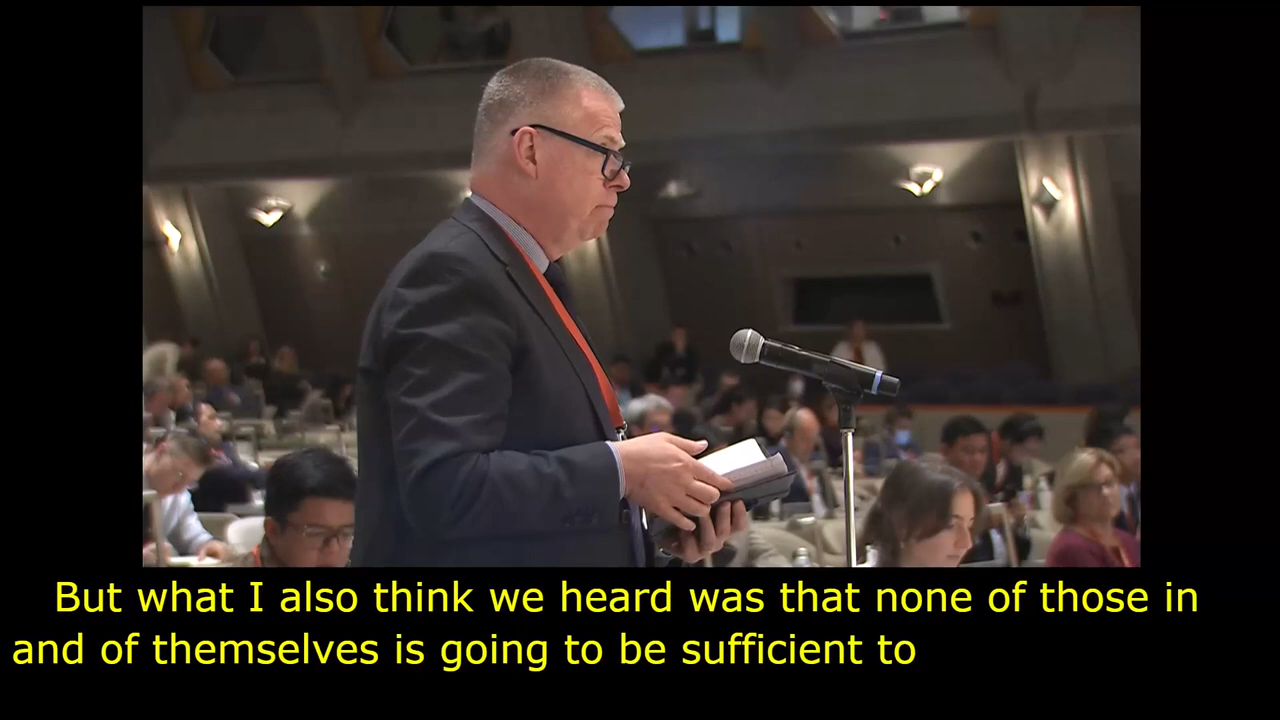 But what I also think we heard was that none of those in
and of themselves is going to be sufficient to